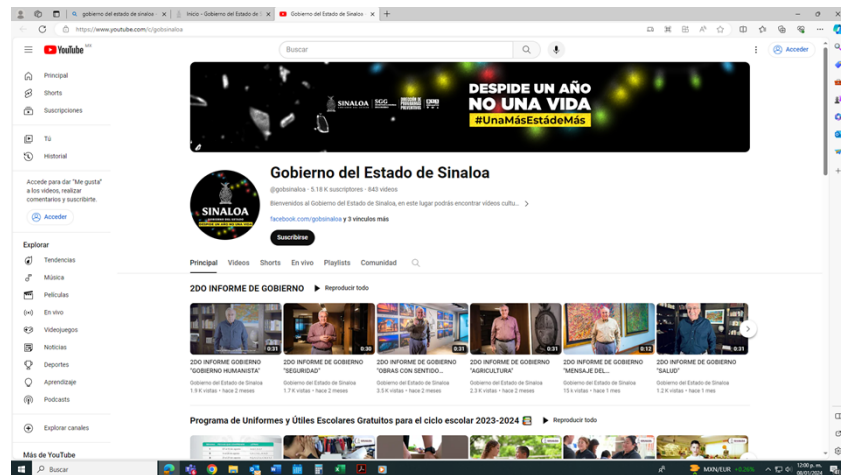 gobierno del estado de sinaloa -
Inicio - Gobierno del Estado de S
Gobierno del Estado de Sinaloa -
https://www.youtube.com/c/gobsinaloa
YouTube MX
Buscar
Acceder
Principal
Shorts
Suscripciones
Tú
Historial
Accede para dar "Me gusta"
a los videos, realizar
comentarios y suscribirte.
Acceder
Explorar
Tendencias
Música
Películas
En vivo
Videojuegos
Noticias
Deportes
Aprendizaje
Podcasts
Explorar canales
Más de YouTube
SINALOA
SGG
DESPIDE UN AÑO
NO UNA VIDA
#UnaMásEstádeMás
SINALOA
Gobierno del Estado de Sinaloa
@gobsinaloa · 5.18 K suscriptores · 843 videos
Bienvenidos al Gobierno del Estado de Sinaloa, en este lugar podrás encontrar vídeos cultu...
facebook.com/gobsinaloa y 3 vínculos más
Suscribirse
Principal Videos Shorts En vivo Playlists Comunidad
2DO INFORME DE GOBIERNO Reproducir todo
0:31 0:30 0:31 0:31 0:12 0:31
2DO INFORME GOBIERNO
"GOBIERNO HUMANISTA"
Gobierno del Estado de Sinaloa
1.9 K vistas · hace 2 meses
2DO INFORME DE GOBIERNO
"SEGURIDAD"
Gobierno del Estado de Sinaloa
1.7 K vistas · hace 2 meses
2DO INFORME DE GOBIERNO
"OBRAS CON SENTIDO...
Gobierno del Estado de Sinaloa
3.5 K vistas · hace 2 meses
2DO INFORME DE GOBIERNO
"AGRICULTURA"
Gobierno del Estado de Sinaloa
2.3 K vistas · hace 2 meses
2DO INFORME DE GOBIERNO
"MENSAJE DEL...
Gobierno del Estado de Sinaloa
15 k vistas · hace 1 mes
2DO INFORME DE GOBIERNO
"SALUD"
Gobierno del Estado de Sinaloa
1.2 K vistas · hace 1 mes
Programa de Uniformes y Útiles Escolares Gratuitos para el ciclo escolar 2023-2024 Reproducir todo
Buscar
MXN/EUR +0.26%
12:00 p. m.
08/01/2024